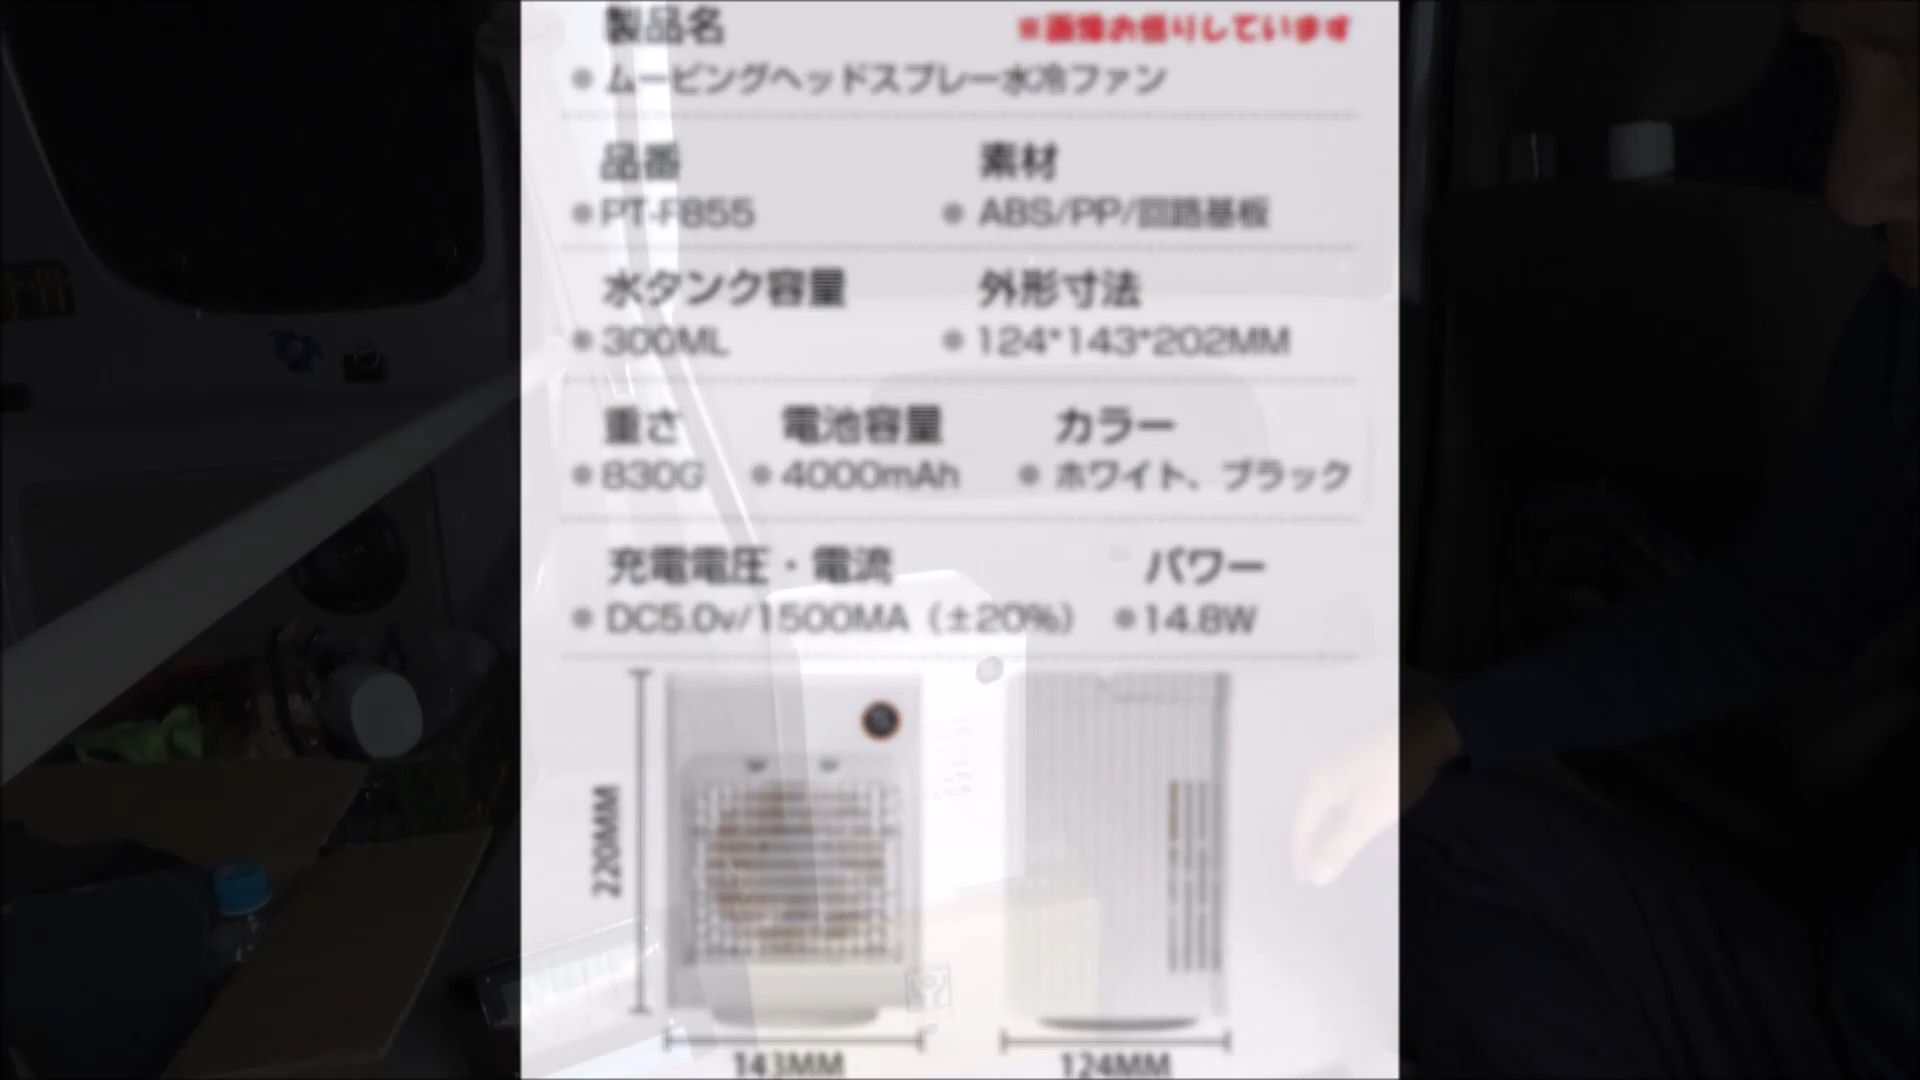 製品名
※画像お借りしています
ムービングヘッドスプレー水冷ファン
品番
素材
PT-F855
ABS/PP/回路基板
水タンク容量
外形寸法
300ML
124*143*202MM
重さ
電池容量
カラー
830G
4000mAh
ホワイト、ブラック
充電電圧・電流
パワー
DC5.0v/1500MA（±20%）
14.8W
220MM
143MM
124MM